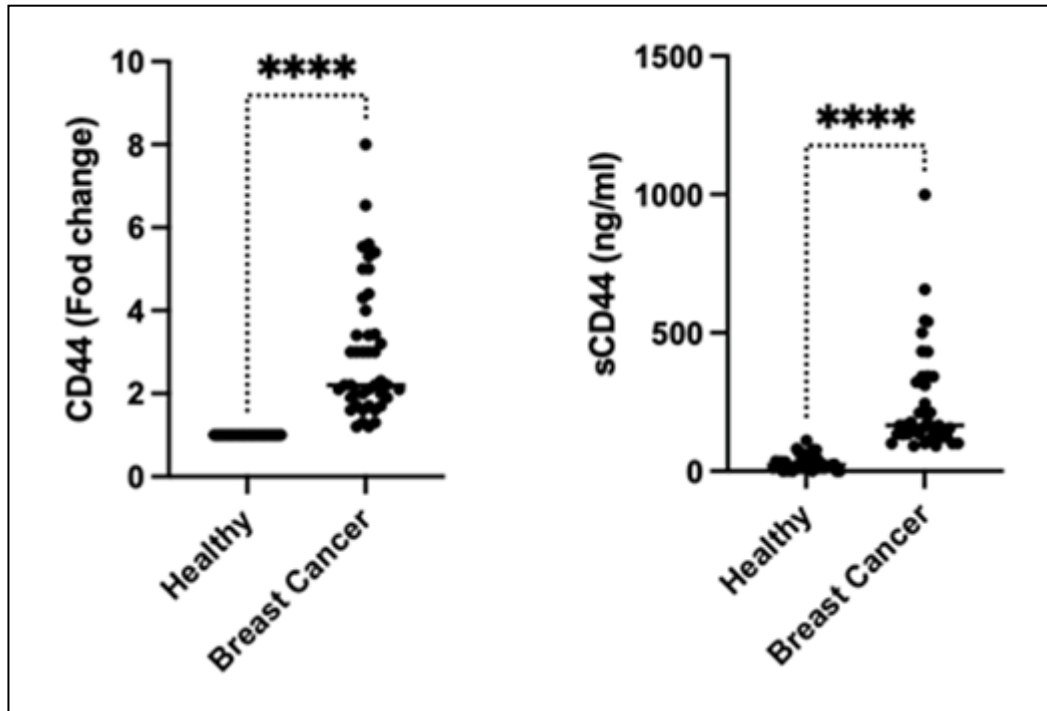 CD44 (Fod change)
10
8
6
4
2
0
****
Healthy
Breast Cancer
sCD44 (ng/ml)
1500
1000
500
0
****
Healthy
Breast Cancer